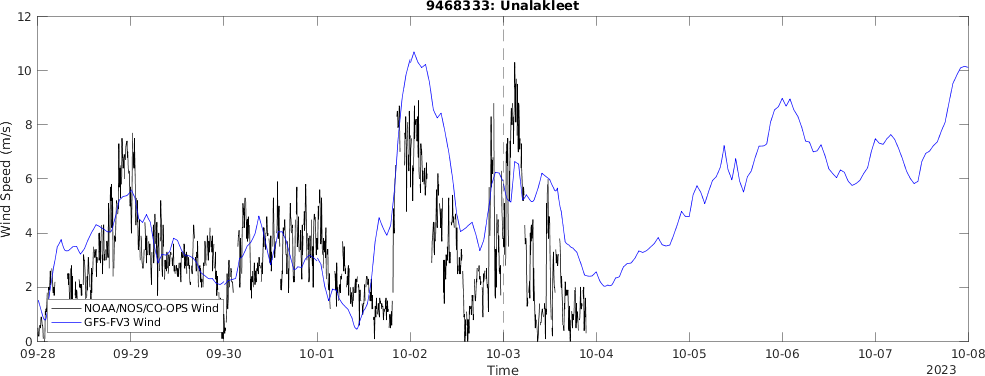 9468333: Unalakleet
12
10
8
6
4
2
0
Wind Speed (m/s)
NOAA/NOS/CO-OPS Wind
GFS-FV3 Wind
09-28 09-29 09-30 10-01 10-02 10-03 10-04 10-05 10-06 10-07 10-08
Time
2023